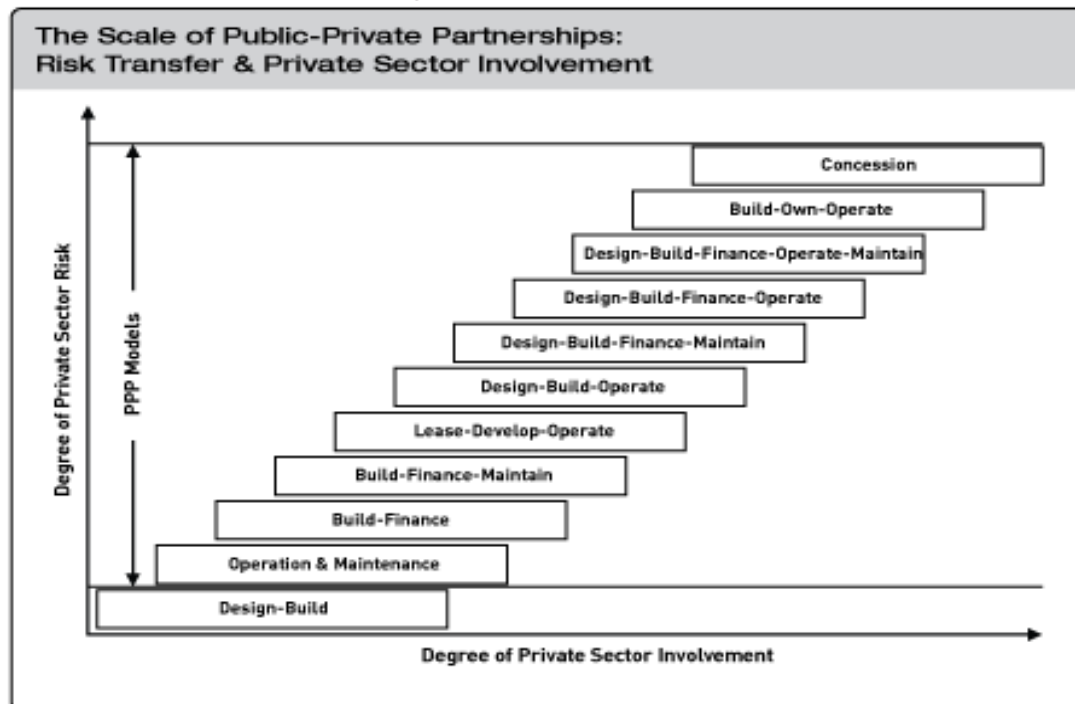 The Scale of Public-Private Partnerships:
Risk Transfer & Private Sector Involvement
Concession
Build-Own-Operate
Design-Build-Finance-Operate-Maintain
Design-Build-Finance-Operate
Design-Build-Finance-Maintain
Design-Build-Operate
Lease-Develop-Operate
Build-Finance-Maintain
Build-Finance
Operation & Maintenance
Design-Build
PPP Models
Degree of Private Sector Risk
Degree of Private Sector Involvement